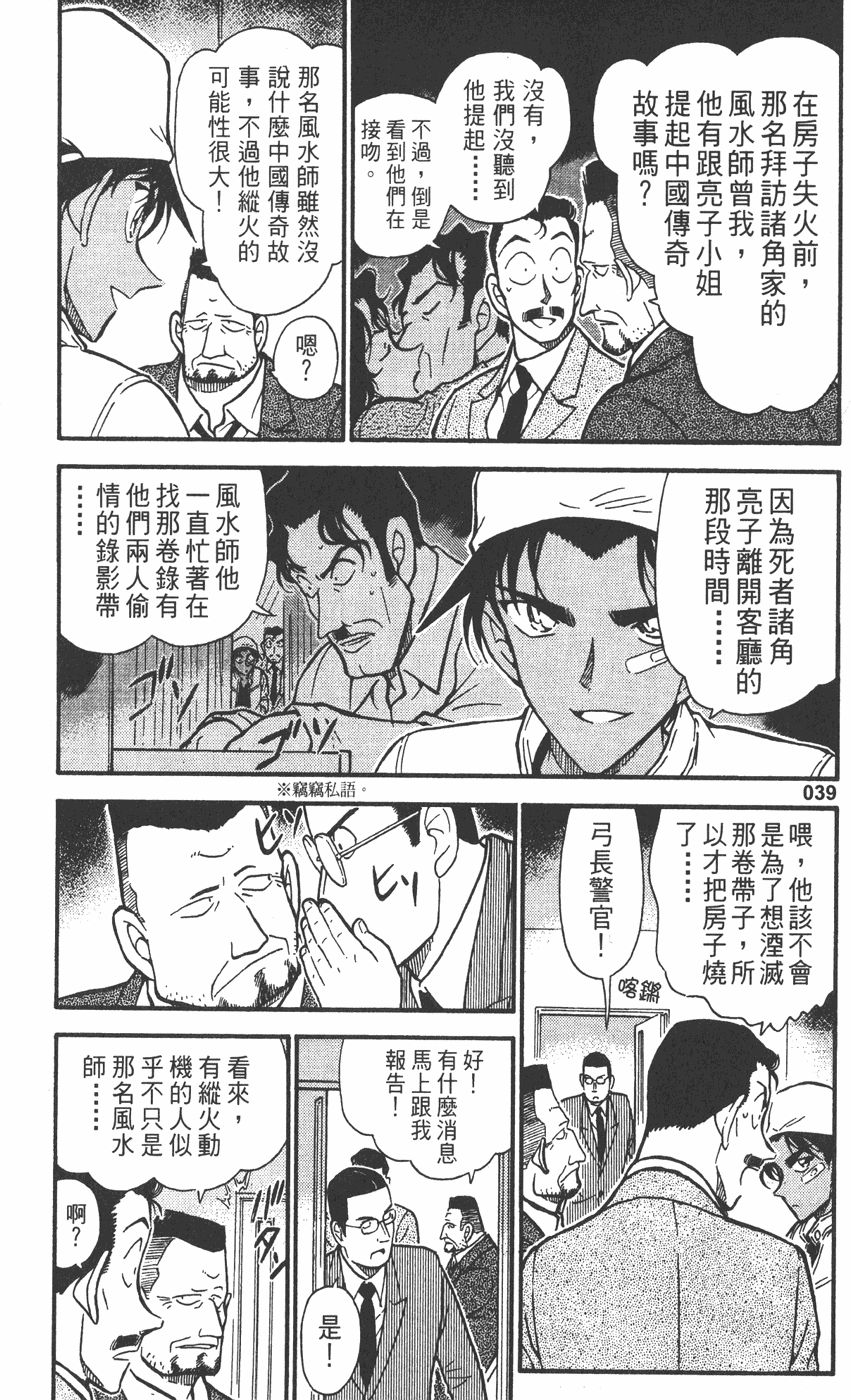 在房子失火前，
那名拜訪諸角家的
風水師曾我，
他有跟亮子小姐
提起中國傳奇
故事嗎？
沒有，
我們沒聽到
他提起……
不過，倒是
看到他們在
接吻。
那名風水師雖然沒
說什麼中國傳奇故
事，不過他縱火的
可能性很大！
嗯？
因為死者諸角
亮子離開客廳的
那段時間……
風水師他
一直忙著在
找那卷錄有
他們兩人偷
情的錄影帶
……
※竊竊私語。
039
喂，他該不會
是為了想湮滅
那卷帶子，所
以才把房子燒
了……
弓長警官！
喀鏘
ヒソ
ヒソ
好！
有什麼消息
馬上跟我
報告！
是！
バタン
看來，
有縱火動
機的人似
乎不只是
那名風水
師……
啊？